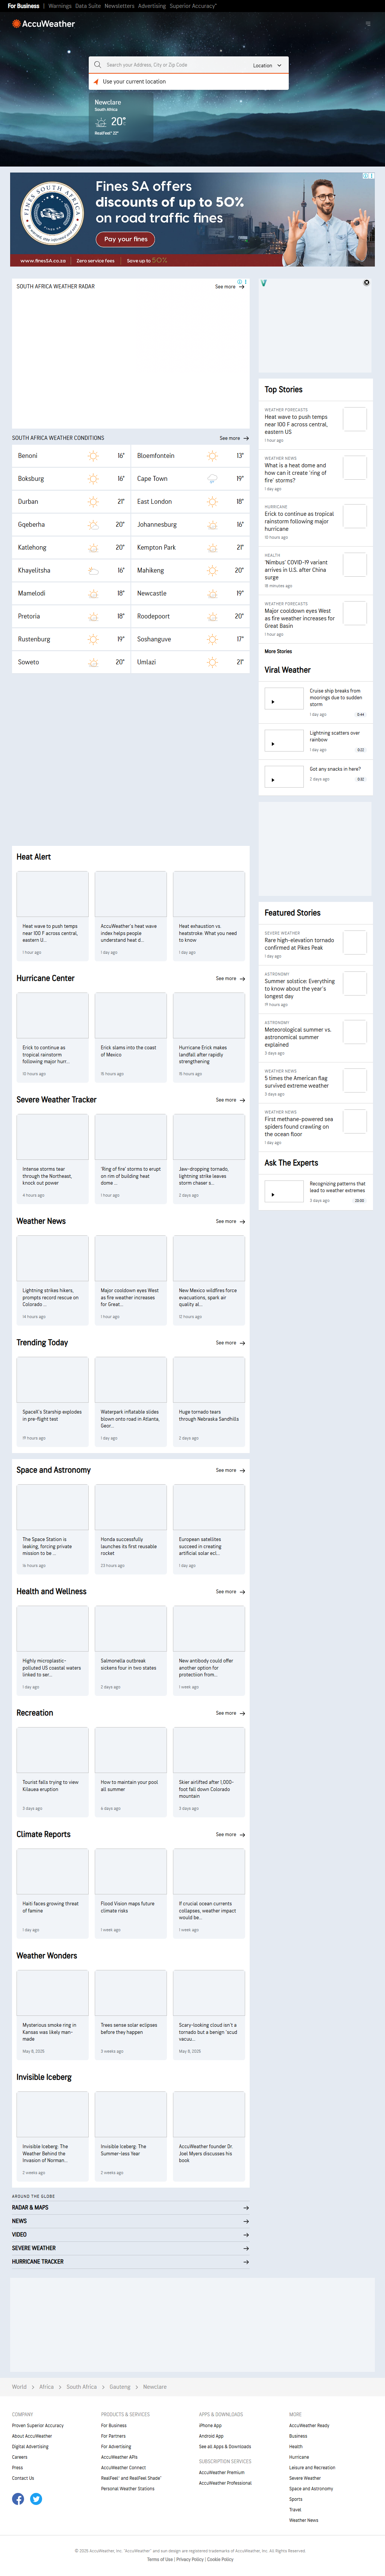 For Business | Warnings Data Suite Newsletters Advertising Superior Accuracy™
AccuWeather
Search your Address, City or Zip Code
Location
Use your current location
Newclare
South Africa
20°
RealFeel® 20°
Fines SA offers
discounts of up to 50%
on road traffic fines
Pay your fines
www.finesSA.co.za | Zero service fees | Save up to 50%
FINES SOUTH AFRICA
SOUTH AFRICA WEATHER RADAR
See more
SOUTH AFRICA WEATHER CONDITIONS
See more
Benoni 16°
Bloemfontein 13°
Boksburg 16°
Cape Town 19°
Durban 21°
East London 18°
Gqeberha 20°
Johannesburg 16°
Katlehong 20°
Kempton Park 21°
Khayelitsha 16°
Mahikeng 20°
Mamelodi 18°
Newcastle 19°
Pretoria 18°
Roodepoort 20°
Rustenburg 19°
Soshanguve 17°
Soweto 20°
Umlazi 21°
Top Stories
WEATHER FORECASTS
Heat wave to push temps
near 100 F across central,
eastern US
1 hour ago
WEATHER NEWS
What is a heat dome and
how can it create 'ring of
fire' storms?
1 day ago
HURRICANE
Erick to continue as tropical
rainstorm following major
hurricane
10 hours ago
HEALTH
'Nimbus' COVID-19 variant
arrives in U.S. after China
surge
18 minutes ago
WEATHER FORECASTS
Major cooldown eyes West
as fire weather increases for
Great Basin
1 hour ago
More Stories
Viral Weather
Cruise ship breaks from
moorings due to sudden
storm
1 day ago 0:44
Lightning scatters over
rainbow
1 day ago
Got any snacks in here?
2 days ago
Featured Stories
SEVERE WEATHER
Rare high-elevation tornado
confirmed at Pikes Peak
1 day ago
ASTRONOMY
Summer solstice: Everything
to know about the year's
longest day
19 hours ago
ASTRONOMY
Meteorological summer vs.
astronomical summer
explained
3 days ago
WEATHER NEWS
5 times the American flag
survived extreme weather
3 days ago
WEATHER NEWS
First methane-powered sea
spiders found crawling on
the ocean floor
1 day ago
Ask The Experts
Recognizing patterns that
lead to weather extremes
3 days ago
Heat Alert
Heat wave to push temps
near 100 F across central,
eastern U...
1 hour ago
AccuWeather's heat wave
index helps people
understand heat d...
1 day ago
Heat exhaustion vs.
heatstroke: What you need
to know
1 day ago
Hurricane Center
See more
Erick to continue as
tropical rainstorm
following major hurr...
10 hours ago
Erick slams into the coast
of Mexico
15 hours ago
Hurricane Erick makes
landfall after rapidly
strengthening
15 hours ago
Severe Weather Tracker
See more
Intense storms tear
through the Northeast,
knock out power
4 hours ago
'Ring of fire' storms to erupt
on rim of building heat
dome ...
1 hour ago
Jaw-dropping tornado,
lightning strike leaves
storm chaser s...
2 days ago
Weather News
See more
Lightning strikes hikers,
prompts record rescue on
Colorado ...
14 hours ago
Major cooldown eyes West
as fire weather increases
for Great...
1 hour ago
New Mexico wildfires force
evacuations, spark air
quality al...
12 hours ago
Trending Today
See more
SpaceX's Starship explodes
in pre-flight test
19 hours ago
Waterpark inflatable slides
blown onto road in Atlanta,
Geor...
1 day ago
Huge tornado tears
through Nebraska Sandhills
2 days ago
Space and Astronomy
See more
The Space Station is
leaking, forcing private
mission to be ...
16 hours ago
Honda successfully
launches its first reusable
rocket
23 hours ago
European satellites
succeed in creating
artificial solar ecl...
1 day ago
Health and Wellness
See more
Highly microplastic-
polluted US coastal waters
linked to ser...
1 day ago
Salmonella outbreak
sickens four in two states
2 days ago
New antibody could offer
another option for
protection from...
1 week ago
Recreation
See more
Tourist falls trying to view
Kilauea eruption
3 days ago
How to maintain your pool
all summer
4 days ago
Skier airlifted after 1,000-
foot fall down Colorado
mountain
3 days ago
Climate Reports
See more
Haiti faces growing threat
of famine
1 day ago
Flood Vision maps future
climate risks
1 week ago
If crucial ocean currents
collapses, weather impact
would be...
1 week ago
Weather Wonders
Mysterious smoke ring in
Kansas was likely man-
made
May 8, 2025
Trees sense solar eclipses
before they happen
3 weeks ago
Scary-looking cloud isn't a
tornado but a benign 'scud
vacuu...
May 8, 2025
Invisible Iceberg
Invisible Iceberg: The
Weather Behind the
Invasion of Norman...
2 weeks ago
Invisible Iceberg: The
Summer-less Year
2 weeks ago
AccuWeather founder Dr.
Joel Myers discusses his
book
AROUND THE GLOBE
RADAR & MAPS
NEWS
VIDEO
SEVERE WEATHER
HURRICANE TRACKER
World > Africa > South Africa > Gauteng > Newclare
COMPANY
Proven Superior Accuracy
About AccuWeather
Digital Advertising
Careers
Press
Contact Us
PRODUCTS & SERVICES
For Business
For Partners
For Advertising
AccuWeather APIs
AccuWeather Connect
RealFeel® and RealFeel Shade™
Personal Weather Stations
APPS & DOWNLOADS
iPhone App
Android App
See all Apps & Downloads
SUBSCRIPTION SERVICES
AccuWeather Premium
AccuWeather Professional
MORE
AccuWeather Ready
Business
Health
Hurricane
Leisure and Recreation
Severe Weather
Space and Astronomy
Sports
Travel
Weather News
© 2025 AccuWeather, Inc. "AccuWeather" and sun design are registered trademarks of AccuWeather, Inc. All Rights Reserved.
Terms of Use | Privacy Policy | Cookie Policy